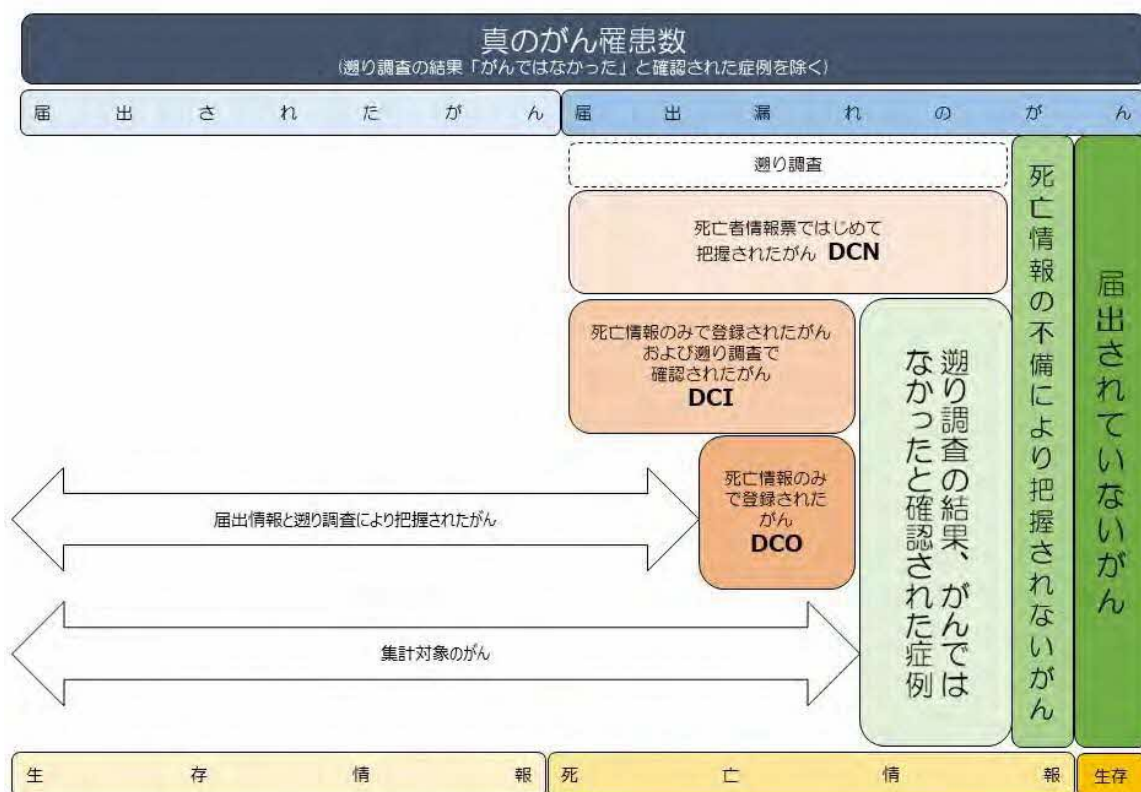 真のがん罹患数
(遡り調査の結果「がんではなかった」と確認された症例を除く)
届出されたがん
届出漏れのがん
遡り調査
死亡者情報票ではじめて
把握されたがん DCN
死亡情報のみで登録されたがん
および遡り調査で
確認されたがん
DCI
死亡情報のみ
で登録された
がん
DCO
届出情報と遡り調査により把握されたがん
集計対象のがん
遡り調査の結果、がんでは
なかったと確認された症例
死亡情報の不備により把握されないがん
届出されていないがん
生存情報
死亡情報
生存